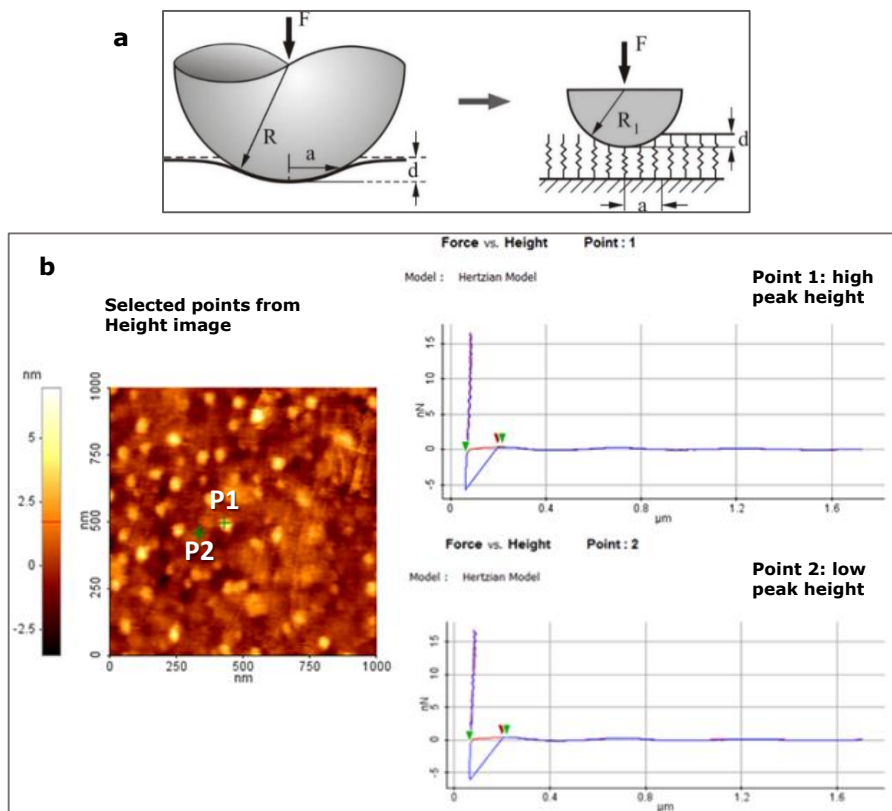 a
F
R
a
d
F
R1
d
a
b
Selected points from
Height image
nm
5
2.5
0
-2.5
1000
750
500
250
0
nm
P1
P2
0 250 500 750 1000
nm
Force vs. Height Point : 1
Model : Hertzian Model
Point 1: high
peak height
15
10
5
0
-5
nN
0 0.4 0.8 1.2 1.6
µm
Force vs. Height Point : 2
Model : Hertzian Model
Point 2: low
peak height
15
10
5
0
-5
nN
0 0.4 0.8 1.2 1.6
µm